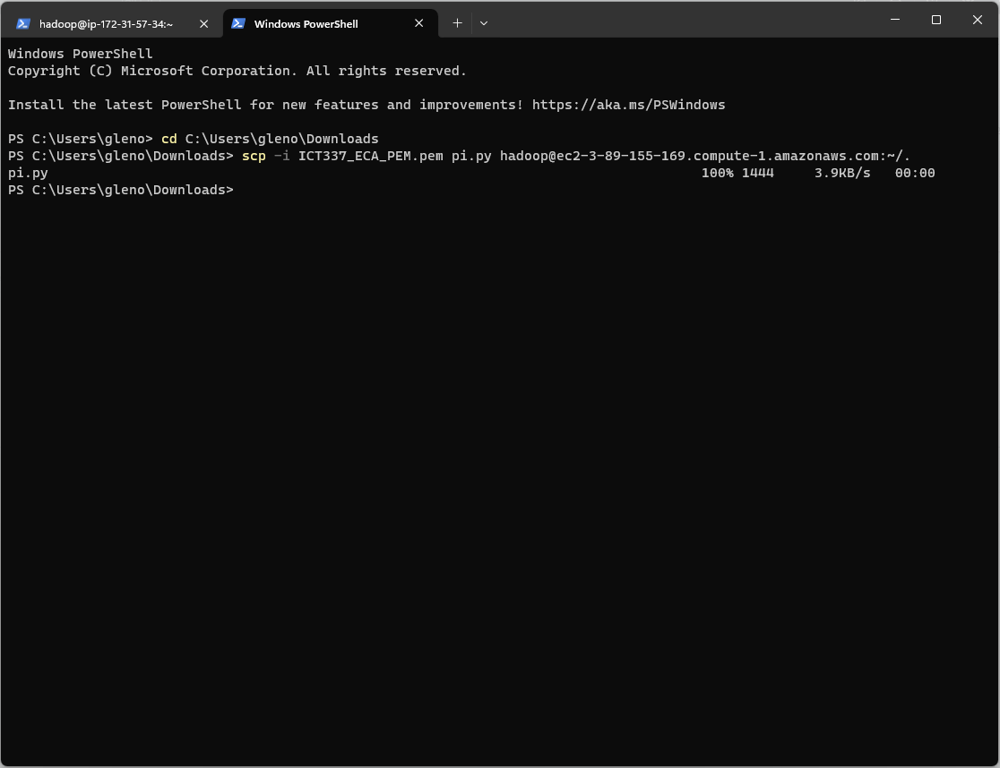 hadoop@ip-172-31-57-34:~
Windows PowerShell
Windows PowerShell
Copyright (C) Microsoft Corporation. All rights reserved.
Install the latest PowerShell for new features and improvements! https://aka.ms/PSWindows
PS C:\Users\gleno> cd C:\Users\gleno\Downloads
PS C:\Users\gleno\Downloads> scp -i ICT337_ECA_PEM.pem pi.py hadoop@ec2-3-89-155-169.compute-1.amazonaws.com:~/.
pi.py 100% 1444 3.9KB/s 00:00
PS C:\Users\gleno\Downloads>